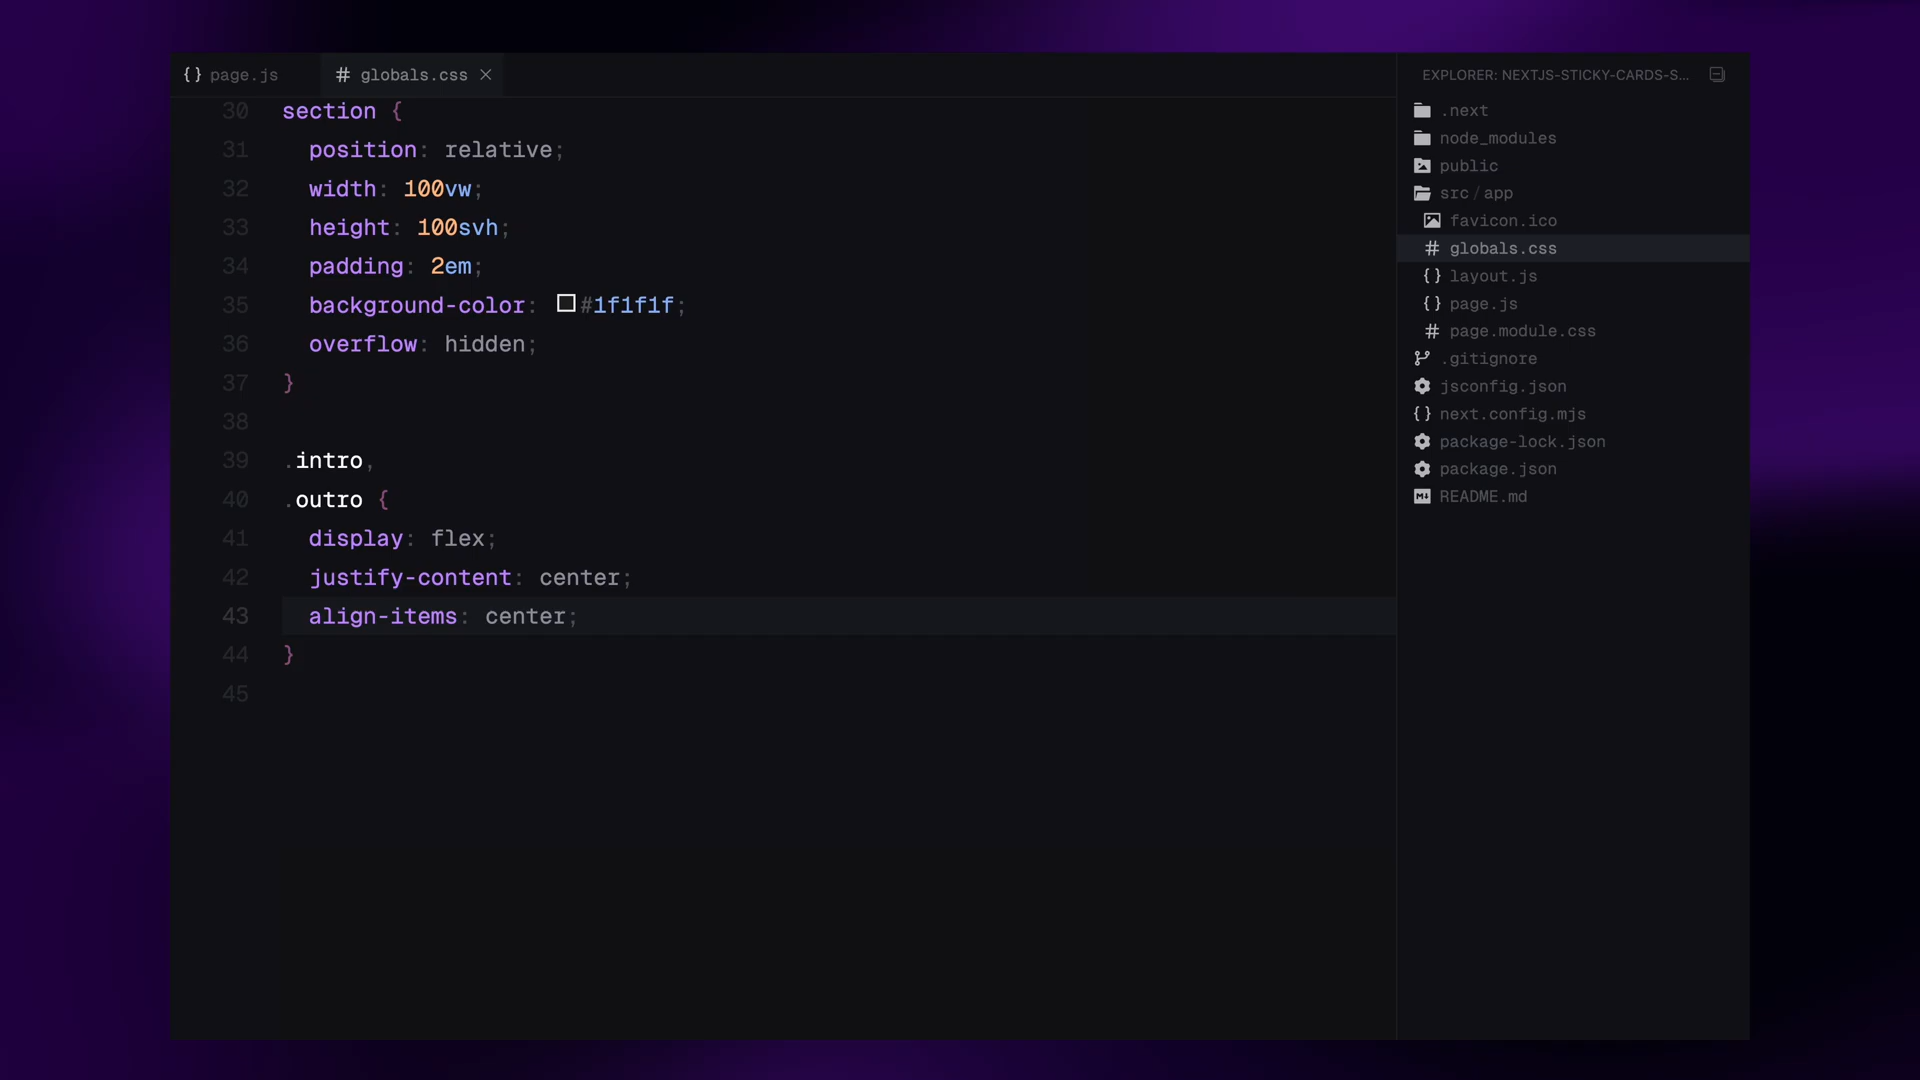 {} page.js
# globals.css ×
30 section {
31 position: relative;
32 width: 100vw;
33 height: 100svh;
34 padding: 2em;
35 background-color: #1f1f1f;
36 overflow: hidden;
37 }
38
39 .intro,
40 .outro {
41 display: flex;
42 justify-content: center;
43 align-items: center;
44 }
45
EXPLORER: NEXTJS-STICKY-CARDS-S...
.next
node_modules
public
src / app
favicon.ico
# globals.css
{} layout.js
{} page.js
# page.module.css
.gitignore
jsconfig.json
{} next.config.mjs
package-lock.json
package.json
README.md